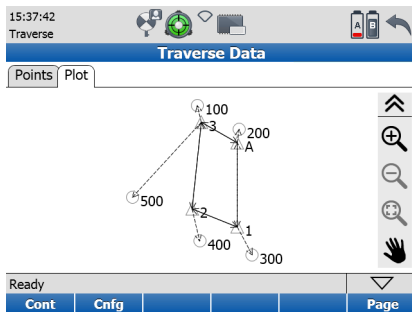 15:37:42
Traverse
A B
Traverse Data
Points Plot
100
3
200
A
500
2
1
400
300
Ready
Cont Cnfg Page